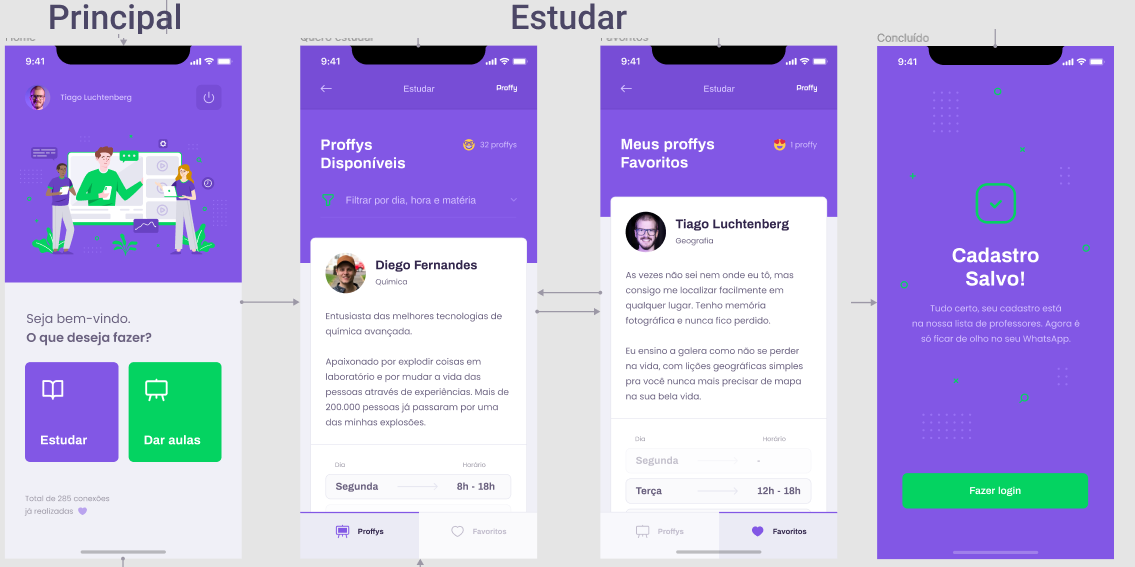 Principal
Estudar
Home
9:41
Tiago Luchtenberg
Seja bem-vindo.
O que deseja fazer?
Estudar
Dar aulas
Total de 285 conexões
já realizadas
Quero estudar
9:41
Estudar
Proffy
Proffys
Disponíveis
32 proffys
Filtrar por dia, hora e matéria
Diego Fernandes
Química
Entusiasta das melhores tecnologias de
química avançada.
Apaixonado por explodir coisas em
laboratório e por mudar a vida das
pessoas através de experiências. Mais de
200.000 pessoas já passaram por uma
das minhas explosões.
Dia
Horário
Segunda
8h - 18h
Proffys
Favoritos
Favoritos
9:41
Estudar
Proffy
Meus proffys
Favoritos
1 proffy
Tiago Luchtenberg
Geografia
As vezes não sei nem onde eu tô, mas
consigo me localizar facilmente em
qualquer lugar. Tenho memória
fotográfica e nunca fico perdido.
Eu ensino a galera como não se perder
na vida, com lições geográficas simples
pra você nunca mais precisar de mapa
na sua bela vida.
Dia
Horário
Segunda
-
Terça
12h - 18h
Proffys
Favoritos
Concluído
9:41
Cadastro
Salvo!
Tudo certo, seu cadastro está
na nossa lista de professores. Agora é
só ficar de olho no seu WhatsApp.
Fazer login